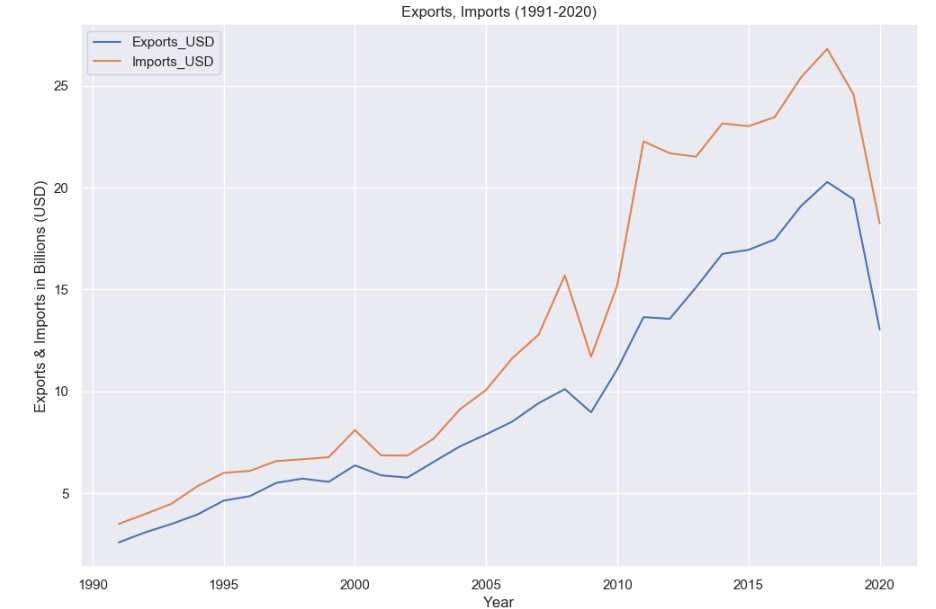 Exports, Imports (1991-2020)
Exports_USD
Imports_USD
Exports & Imports in Billions (USD)
25
20
15
10
5
1990 1995 2000 2005 2010 2015 2020
Year